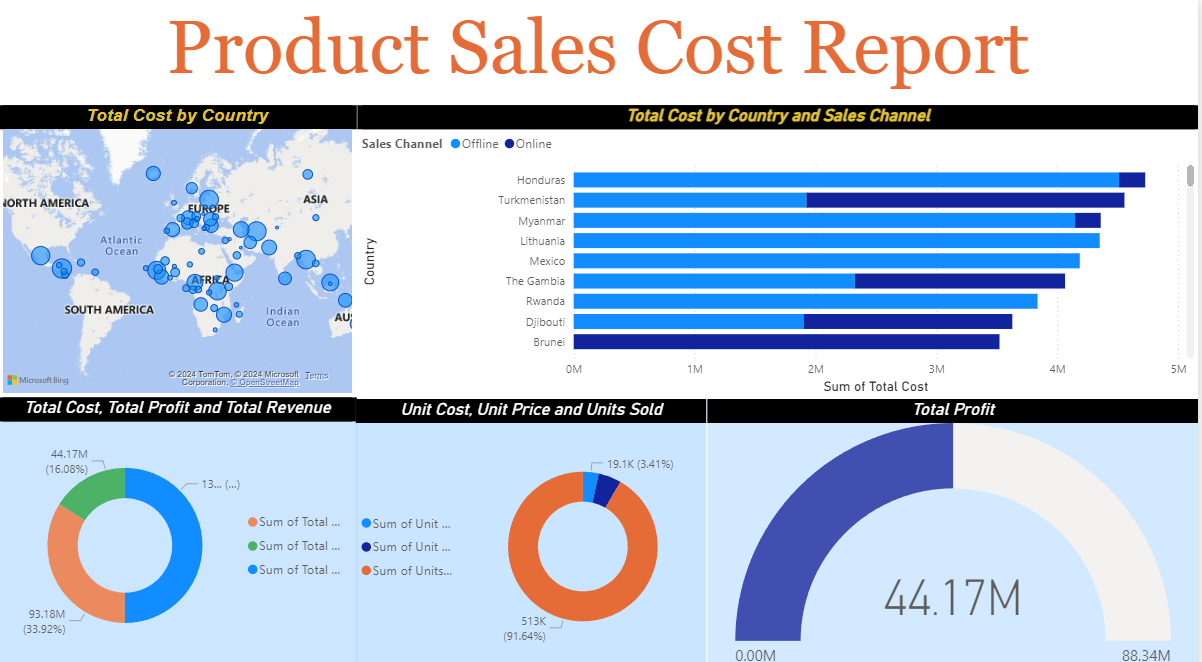 Product Sales Cost Report
Total Cost by Country
NORTH AMERICA
EUROPE
ASIA
Atlantic
Ocean
AFRICA
SOUTH AMERICA
Indian
Ocean
AU
Microsoft Bing
© 2024 TomTom, © 2024 Microsoft
Corporation, © OpenStreetMap Terms
Total Cost by Country and Sales Channel
Sales Channel Offline Online
Country
Honduras
Turkmenistan
Myanmar
Lithuania
Mexico
The Gambia
Rwanda
Djibouti
Brunei
0M 1M 2M 3M 4M 5M
Sum of Total Cost
Total Cost, Total Profit and Total Revenue
44.17M
(16.08%)
13... (...)
93.18M
(33.92%)
Sum of Total ...
Sum of Total ...
Sum of Total ...
Unit Cost, Unit Price and Units Sold
Sum of Unit ...
Sum of Unit ...
Sum of Units...
19.1K (3.41%)
513K
(91.64%)
Total Profit
44.17M
0.00M 88.34M